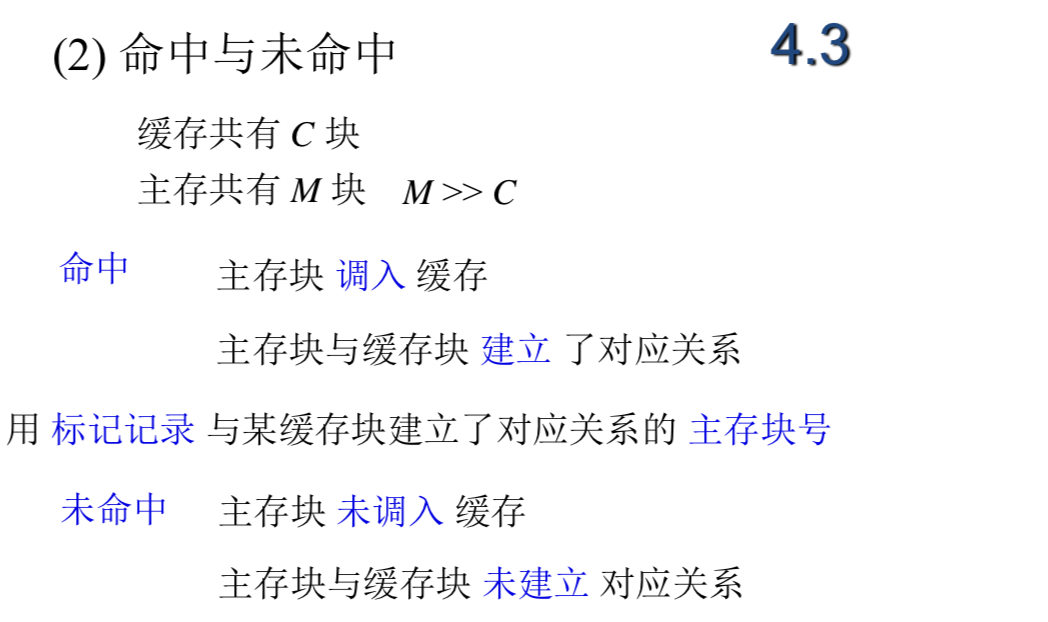 (2) 命中与未命中 4.3
缓存共有 C 块
主存共有 M 块 M >> C
命中 主存块 调入 缓存
主存块与缓存块 建立 了对应关系
用 标记记录 与某缓存块建立了对应关系的 主存块号
未命中 主存块 未调入 缓存
主存块与缓存块 未建立 对应关系